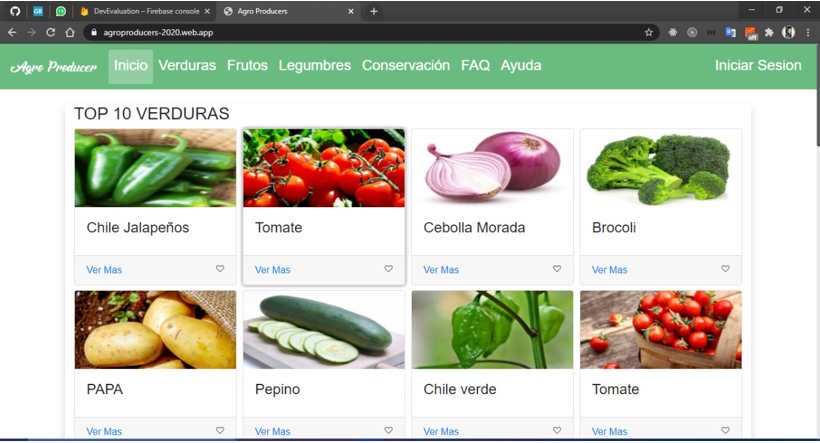 DevEvaluation – Firebase console
Agro Producers
agroproducers-2020.web.app
Agro Producer
Inicio
Verduras
Frutos
Legumbres
Conservación
FAQ
Ayuda
Iniciar Sesion
TOP 10 VERDURAS
Chile Jalapeños
Tomate
Cebolla Morada
Brocoli
Ver Mas
Ver Mas
Ver Mas
Ver Mas
PAPA
Pepino
Chile verde
Tomate
Ver Mas
Ver Mas
Ver Mas
Ver Mas